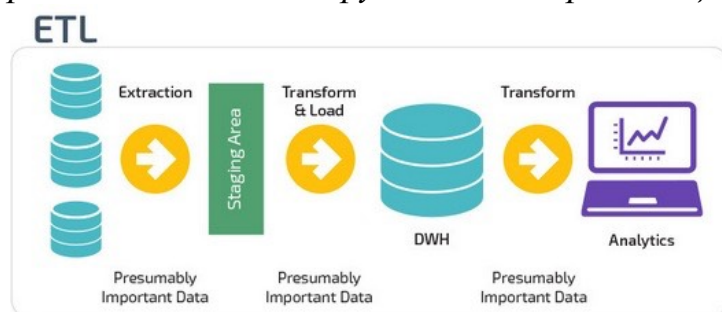 ETL
Extraction
Staging Area
Transform
& Load
Transform
DWH
Analytics
Presumably
Important Data
Presumably
Important Data
Presumably
Important Data